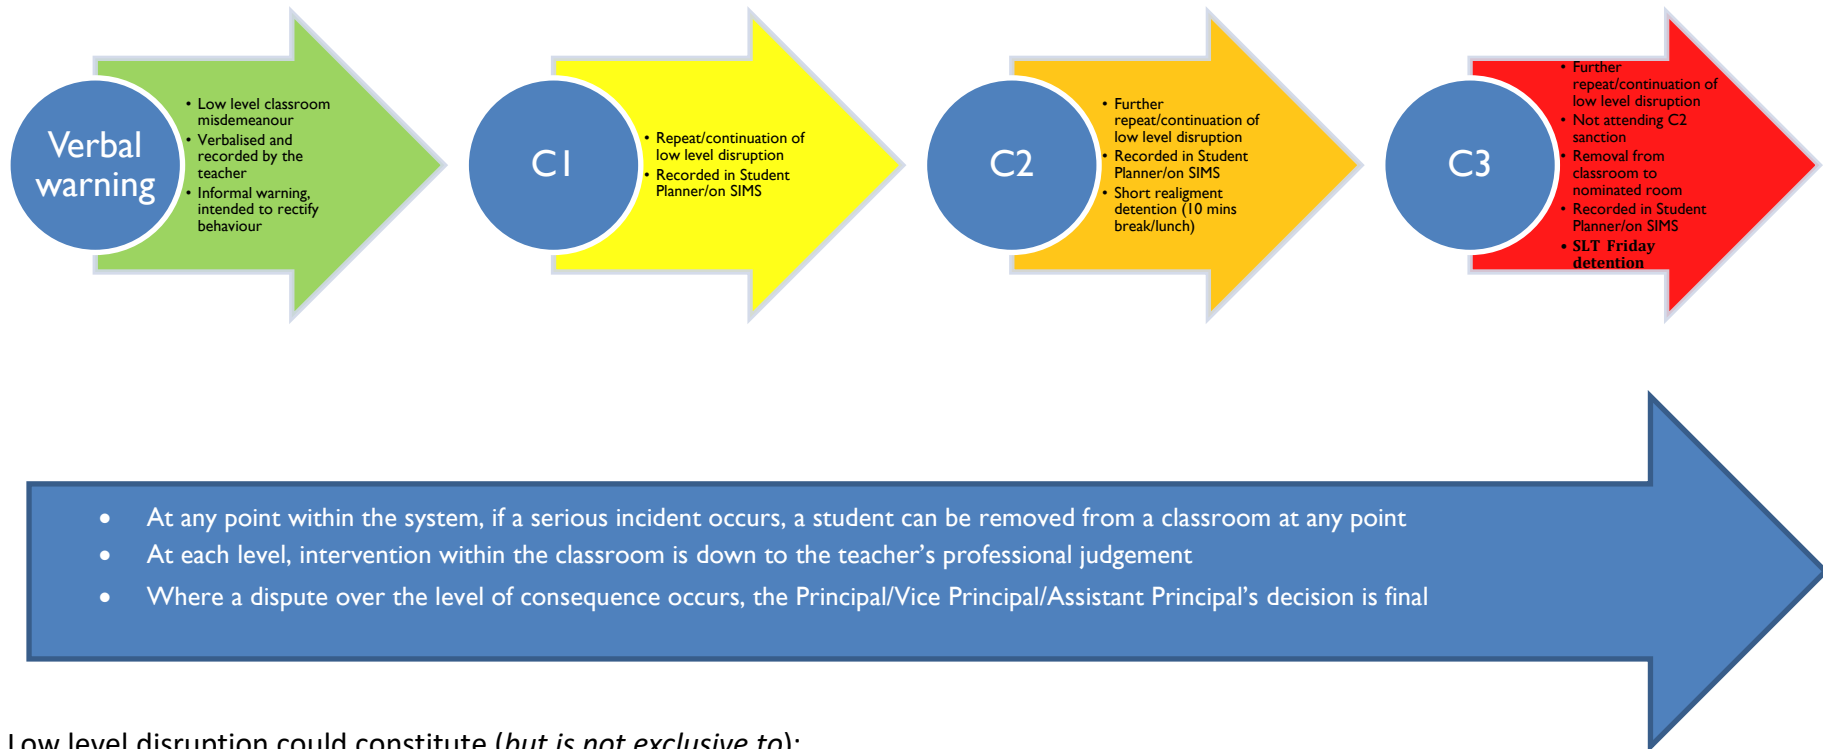 Verbal
warning
• Low level classroom
misdemeanour
• Verbalised and
recorded by the
teacher
• Informal warning,
intended to rectify
behaviour
C1
• Repeat/continuation of
low level disruption
• Recorded in Student
Planner/on SIMS
C2
• Further
repeat/continuation of
low level disruption
• Recorded in Student
Planner/on SIMS
• Short realigment
detention (10 mins
break/lunch)
C3
• Further
repeat/continuation of
low level disruption
• Not attending C2
sanction
• Removal from
classroom to
nominated room
• Recorded in Student
Planner/on SIMS
• SLT Friday
detention
• At any point within the system, if a serious incident occurs, a student can be removed from a classroom at any point
• At each level, intervention within the classroom is down to the teacher’s professional judgement
• Where a dispute over the level of consequence occurs, the Principal/Vice Principal/Assistant Principal’s decision is final
Low level disruption could constitute (but is not exclusive to):